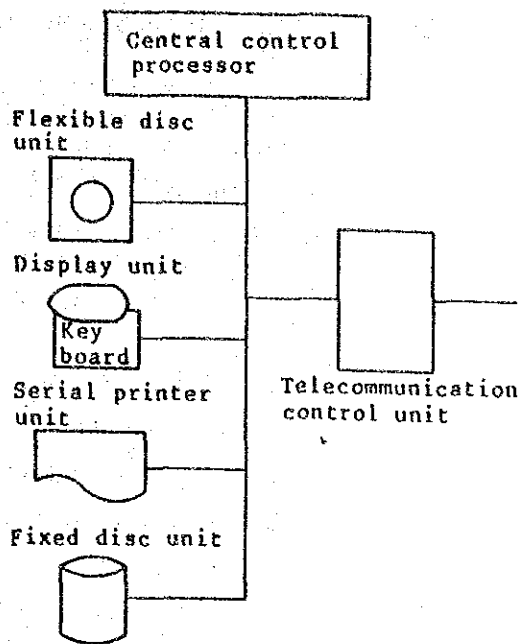 Central control
processor
Flexible disc
unit
Display unit
Key
board
Serial printer
unit
Telecommunication
control unit
Fixed disc unit